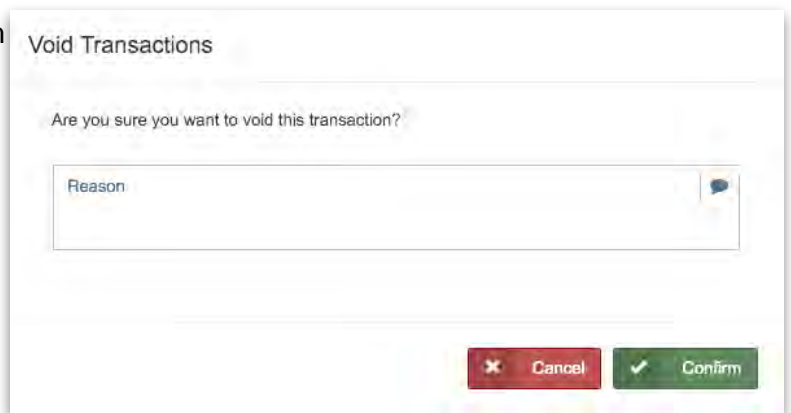 n
Void Transactions
Are you sure you want to void this transaction?
Reason
Cancel Confirm